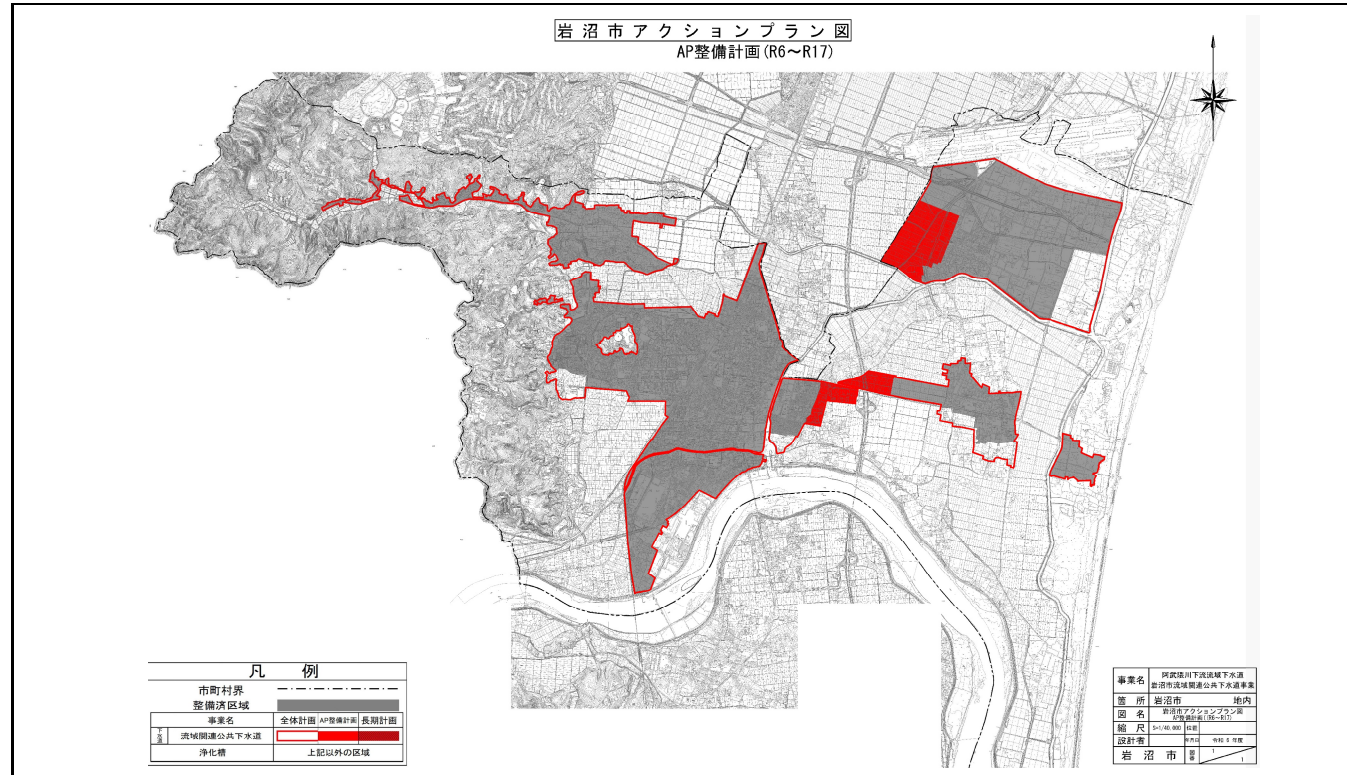 岩沼市アクションプラン図
AP整備計画(R6～R17)
凡　例
市町村界
整備済区域
事業名 全体計画 AP整備計画 長期計画
下水道 流域関連公共下水道
浄化槽 上記以外の区域
事業名 阿武隈川下流流域下水道
岩沼市流域関連公共下水道事業
箇所 岩沼市 地内
図名 岩沼市アクションプラン図
AP整備計画(R6～R17)
縮尺 S=1/40,000 位置
設計者 年月日 令和 6 年度
岩沼市 図番 1
1